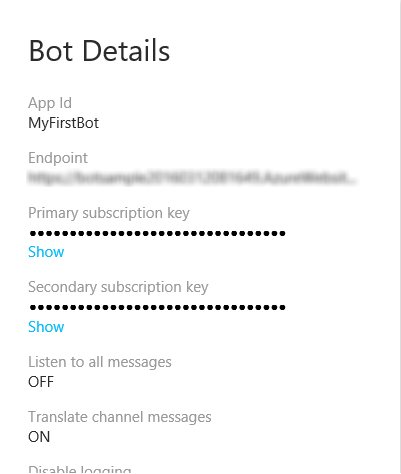 Bot Details
App Id
MyFirstBot
Endpoint
Primary subscription key
••••••••••••••••••••••••••••••••
Show
Secondary subscription key
••••••••••••••••••••••••••••••••
Show
Listen to all messages
OFF
Translate channel messages
ON
Disable logging